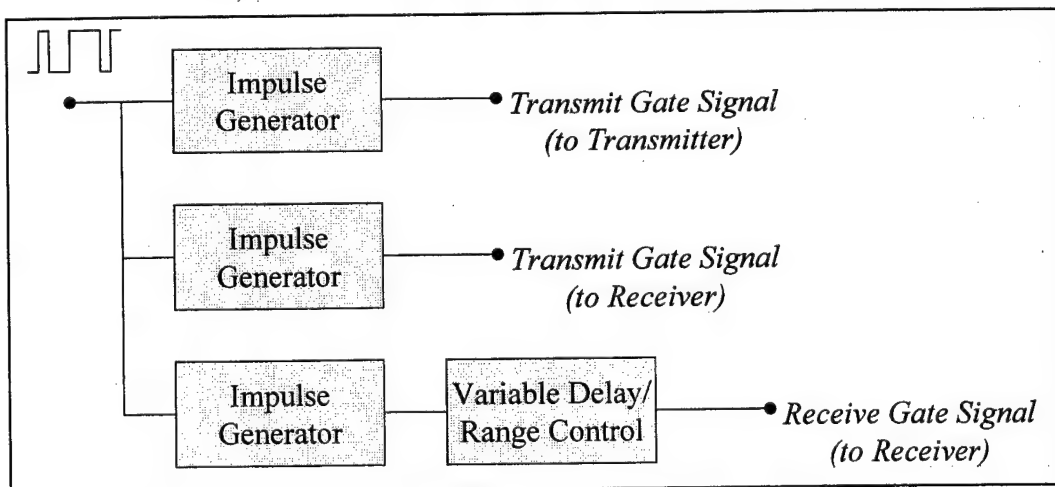 Impulse
Generator
Transmit Gate Signal
(to Transmitter)
Impulse
Generator
Transmit Gate Signal
(to Receiver)
Impulse
Generator
Variable Delay/
Range Control
Receive Gate Signal
(to Receiver)